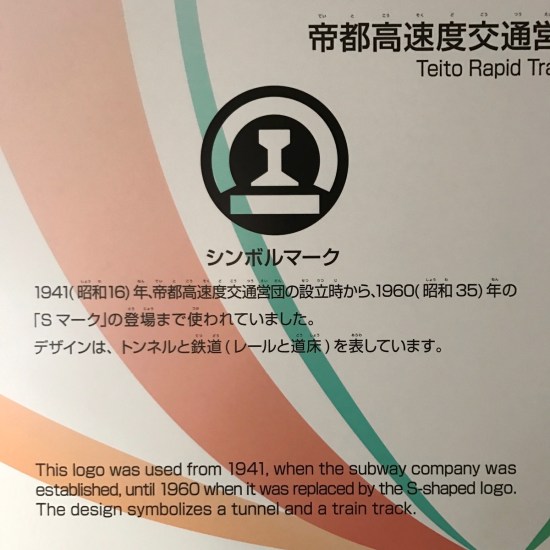 帝都高速度交通営
Teito Rapid Tra
シンボルマーク
1941(昭和16)年、帝都高速度交通営団の設立時から、1960(昭和35)年の
「Sマーク」の登場まで使われていました。
デザインは、トンネルと鉄道(レールと道床)を表しています。
This logo was used from 1941, when the subway company was
established, until 1960 when it was replaced by the S-shaped logo.
The design symbolizes a tunnel and a train track.